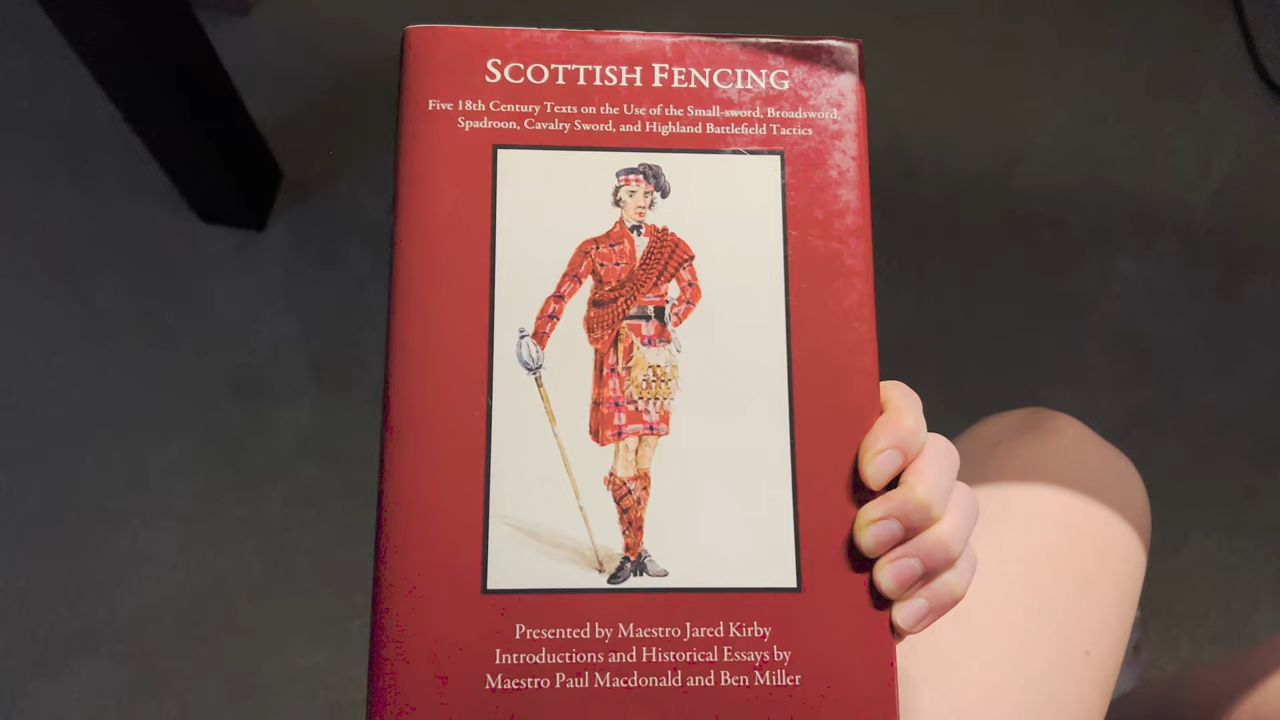 SCOTTISH FENCING
Five 18th Century Texts on the Use of the Small-sword, Broadsword,
Spadroon, Cavalry Sword, and Highland Battlefield Tactics
Presented by Maestro Jared Kirby
Introductions and Historical Essays by
Maestro Paul Macdonald and Ben Miller